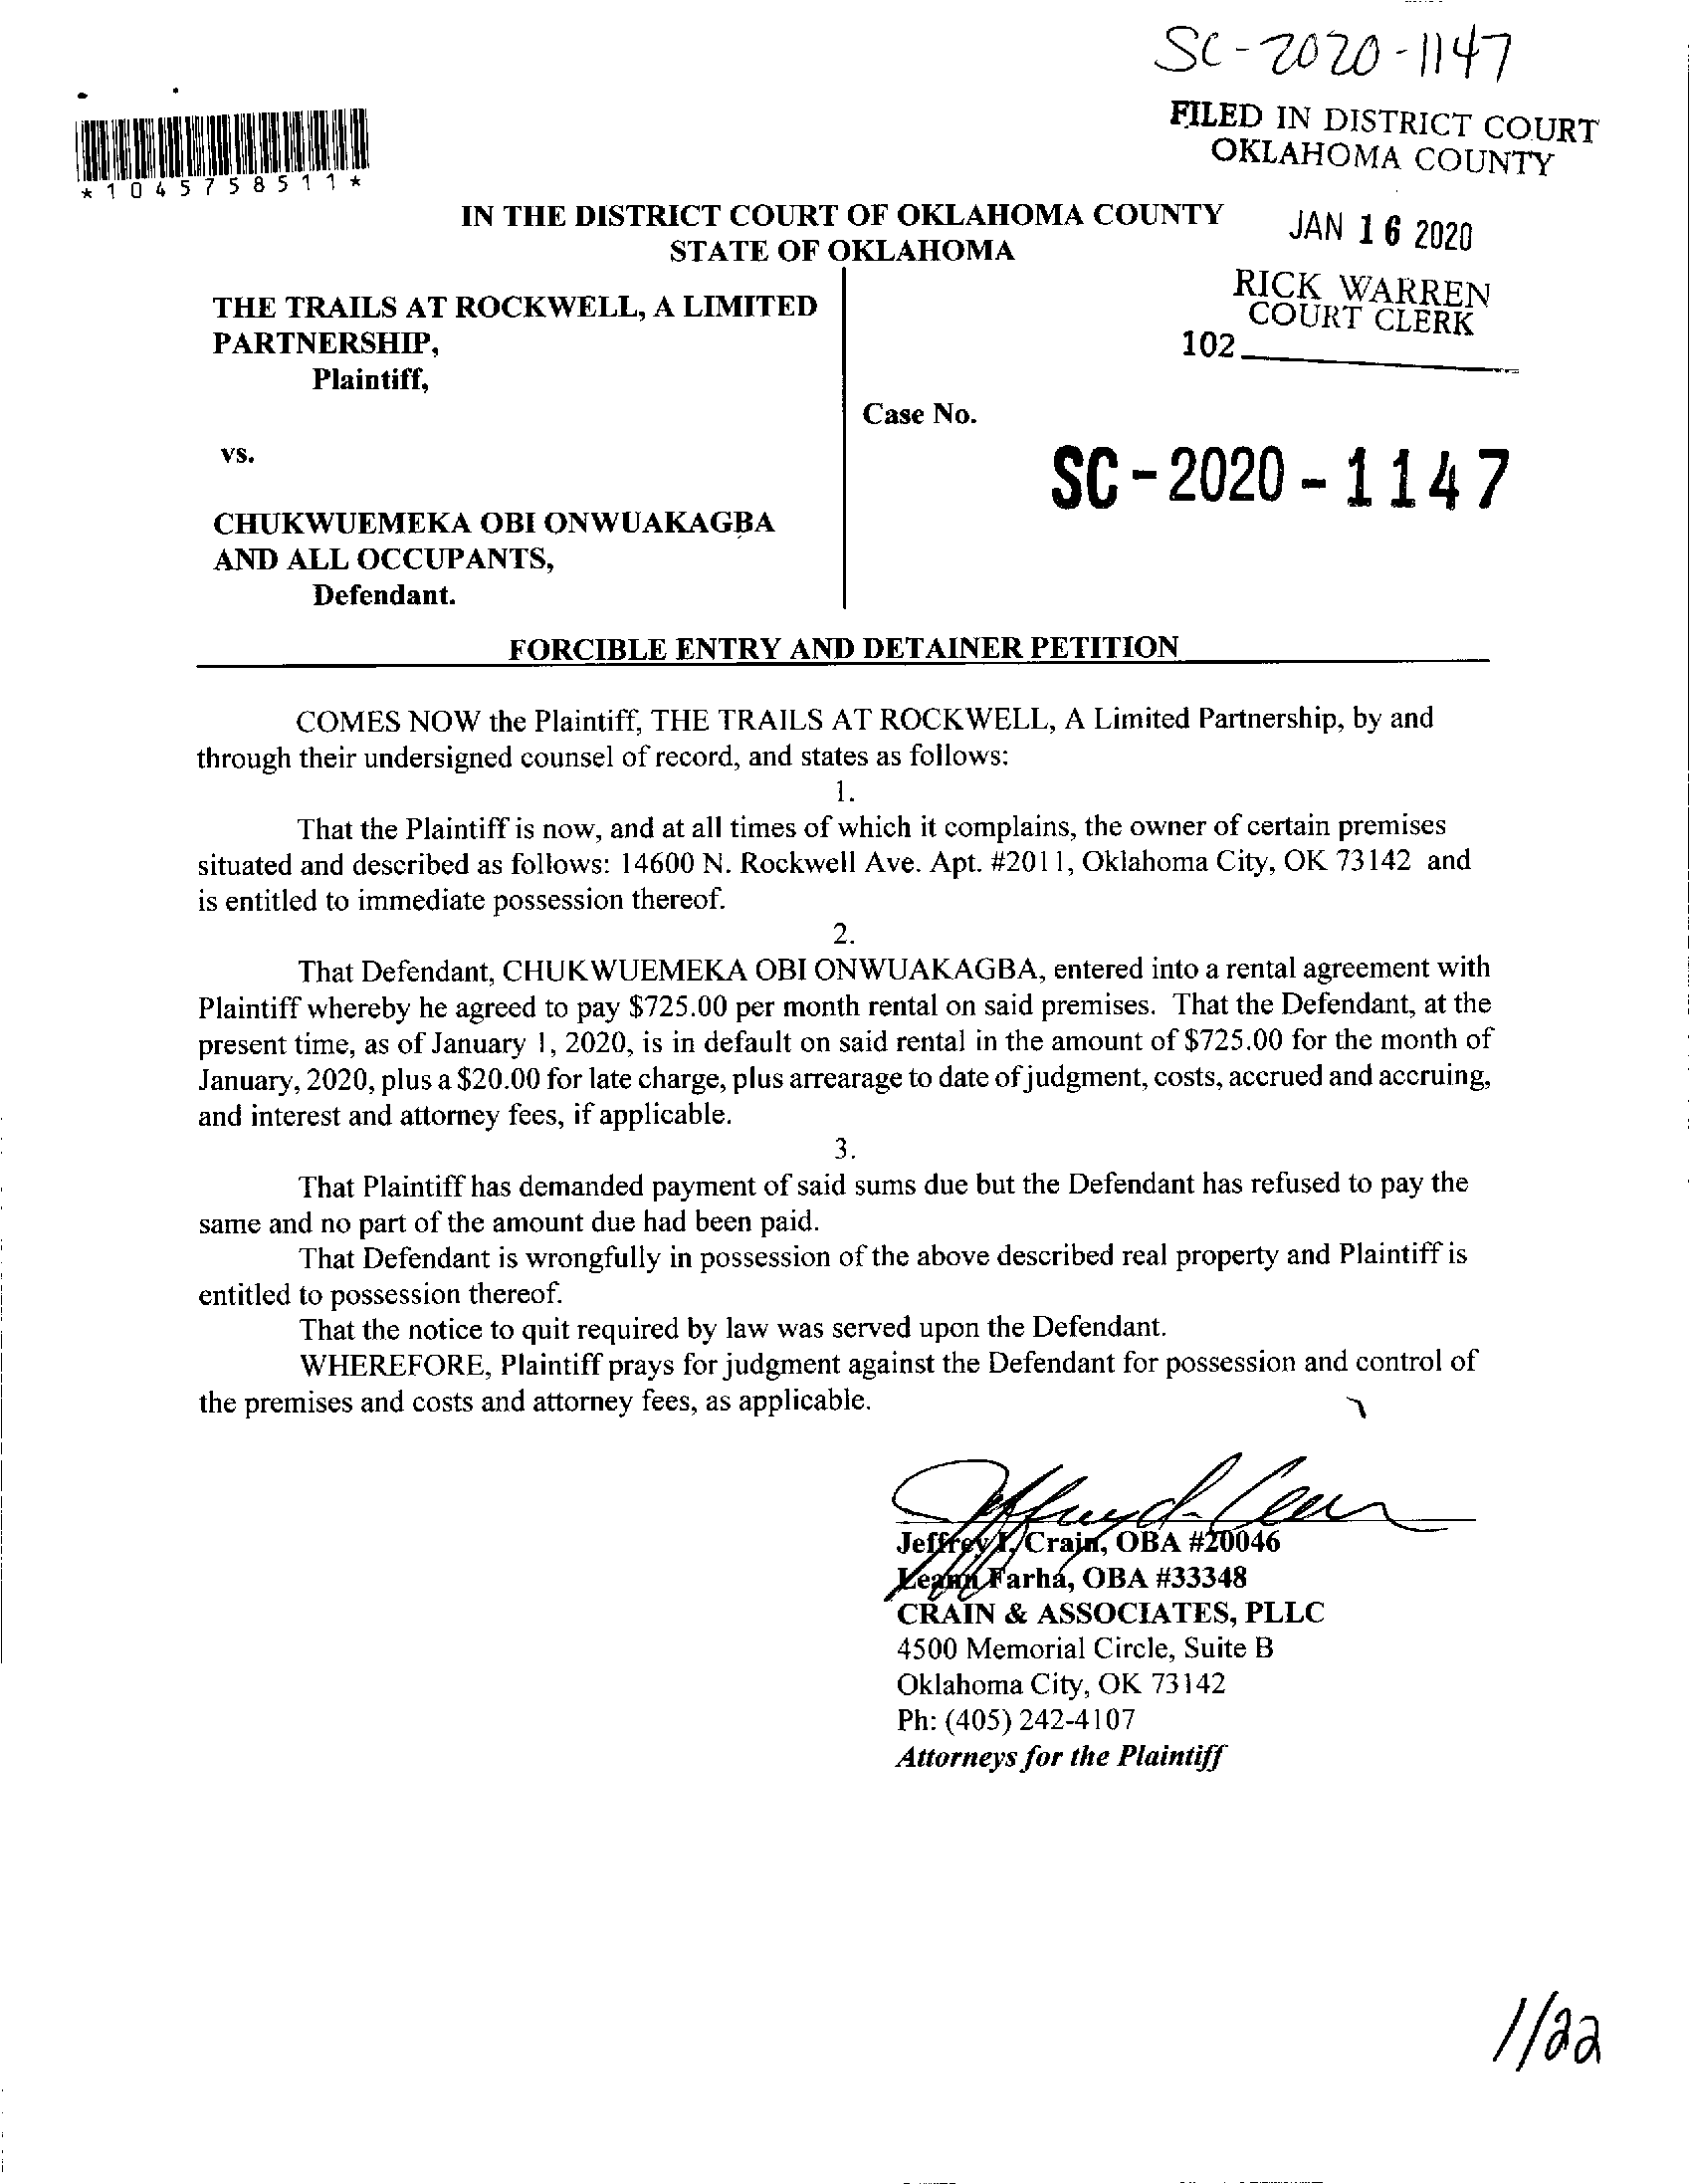 SC-2020-1147
FILED IN DISTRICT COURT
OKLAHOMA COUNTY
*1045758511*
JAN 16 2020
RICK WARREN
COURT CLERK
102
IN THE DISTRICT COURT OF OKLAHOMA COUNTY
STATE OF OKLAHOMA
THE TRAILS AT ROCKWELL, A LIMITED
PARTNERSHIP,
Plaintiff,
vs.
CHUKWUEMEKA OBI ONWUAKAGBA
AND ALL OCCUPANTS,
Defendant.
Case No.
SC-2020-1147
FORCIBLE ENTRY AND DETAINER PETITION
COMES NOW the Plaintiff, THE TRAILS AT ROCKWELL, A Limited Partnership, by and
through their undersigned counsel of record, and states as follows:
1.
That the Plaintiff is now, and at all times of which it complains, the owner of certain premises
situated and described as follows: 14600 N. Rockwell Ave. Apt. #2011, Oklahoma City, OK 73142 and
is entitled to immediate possession thereof.
2.
That Defendant, CHUKWUEMEKA OBI ONWUAKAGBA, entered into a rental agreement with
Plaintiff whereby he agreed to pay $725.00 per month rental on said premises. That the Defendant, at the
present time, as of January 1, 2020, is in default on said rental in the amount of $725.00 for the month of
January, 2020, plus a $20.00 for late charge, plus arrearage to date of judgment, costs, accrued and accruing,
and interest and attorney fees, if applicable.
3.
That Plaintiff has demanded payment of said sums due but the Defendant has refused to pay the
same and no part of the amount due had been paid.
That Defendant is wrongfully in possession of the above described real property and Plaintiff is
entitled to possession thereof.
That the notice to quit required by law was served upon the Defendant.
WHEREFORE, Plaintiff prays for judgment against the Defendant for possession and control of
the premises and costs and attorney fees, as applicable.
Jeffrey Crain, OBA #20046
Leann Farha, OBA #33348
CRAIN & ASSOCIATES, PLLC
4500 Memorial Circle, Suite B
Oklahoma City, OK 73142
Ph: (405) 242-4107
Attorneys for the Plaintiff
1/22